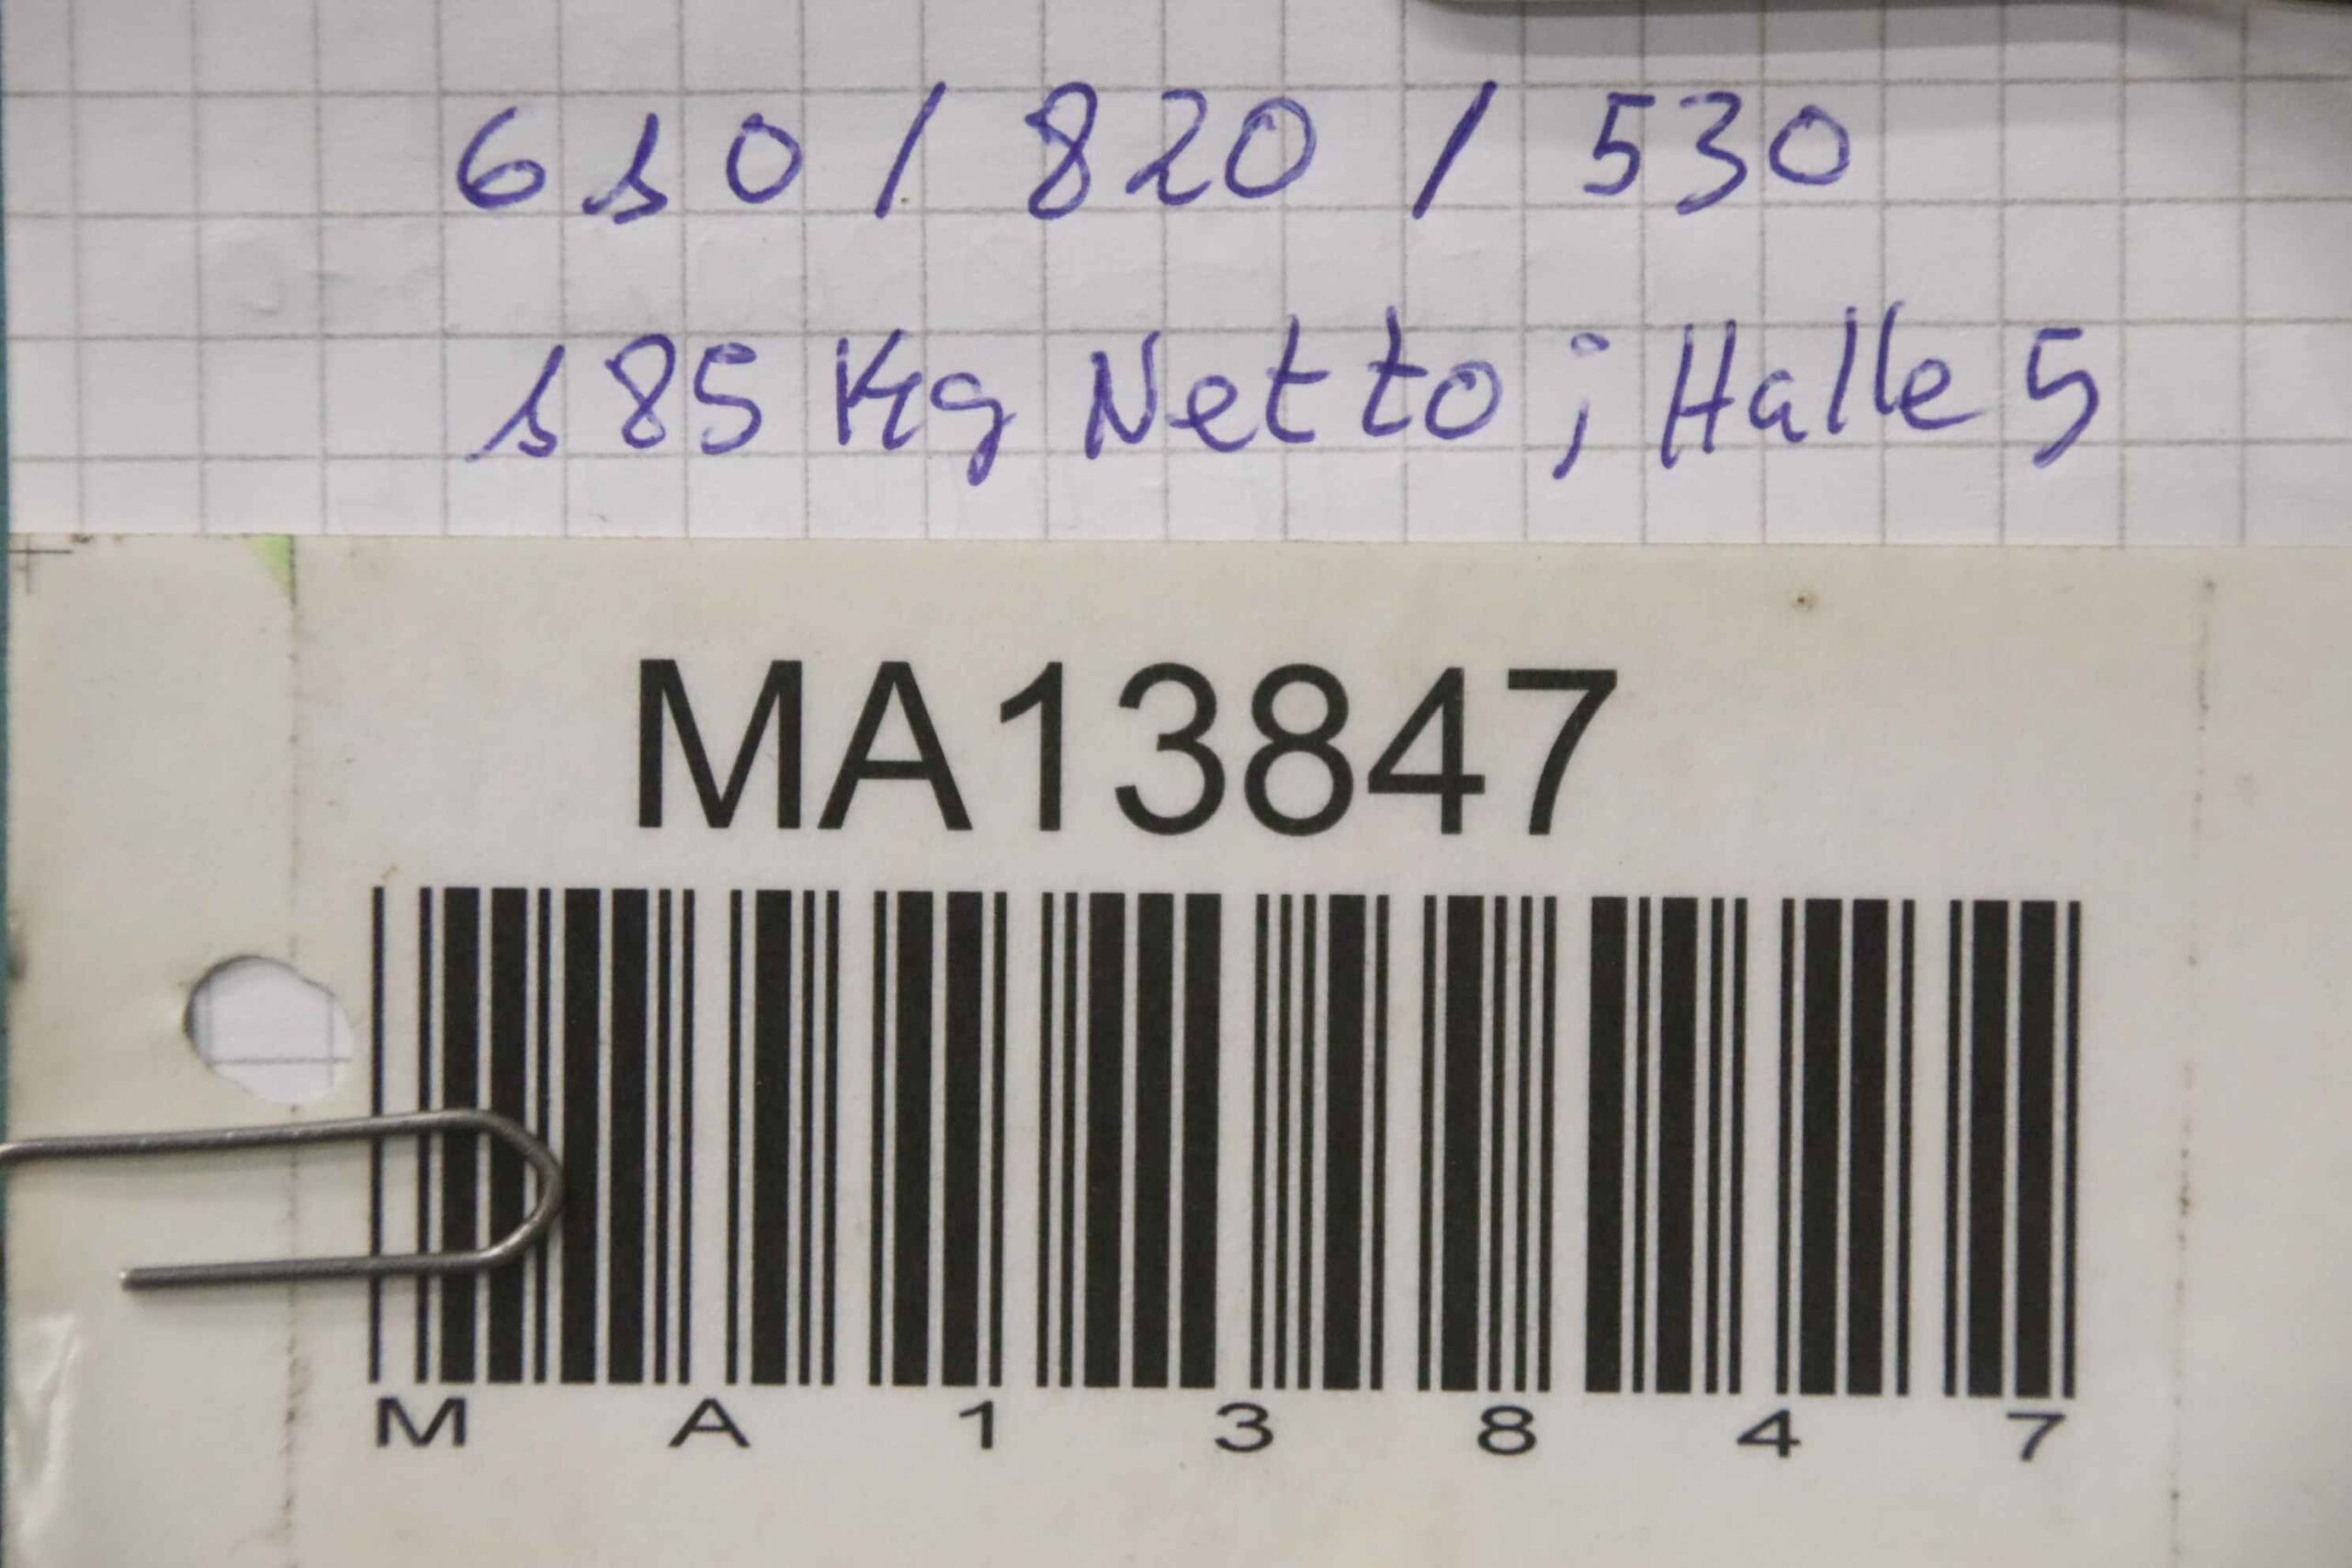 610 / 820 / 530
185 Kg Netto ; Halle 5
MA13847
M A 1 3 8 4 7